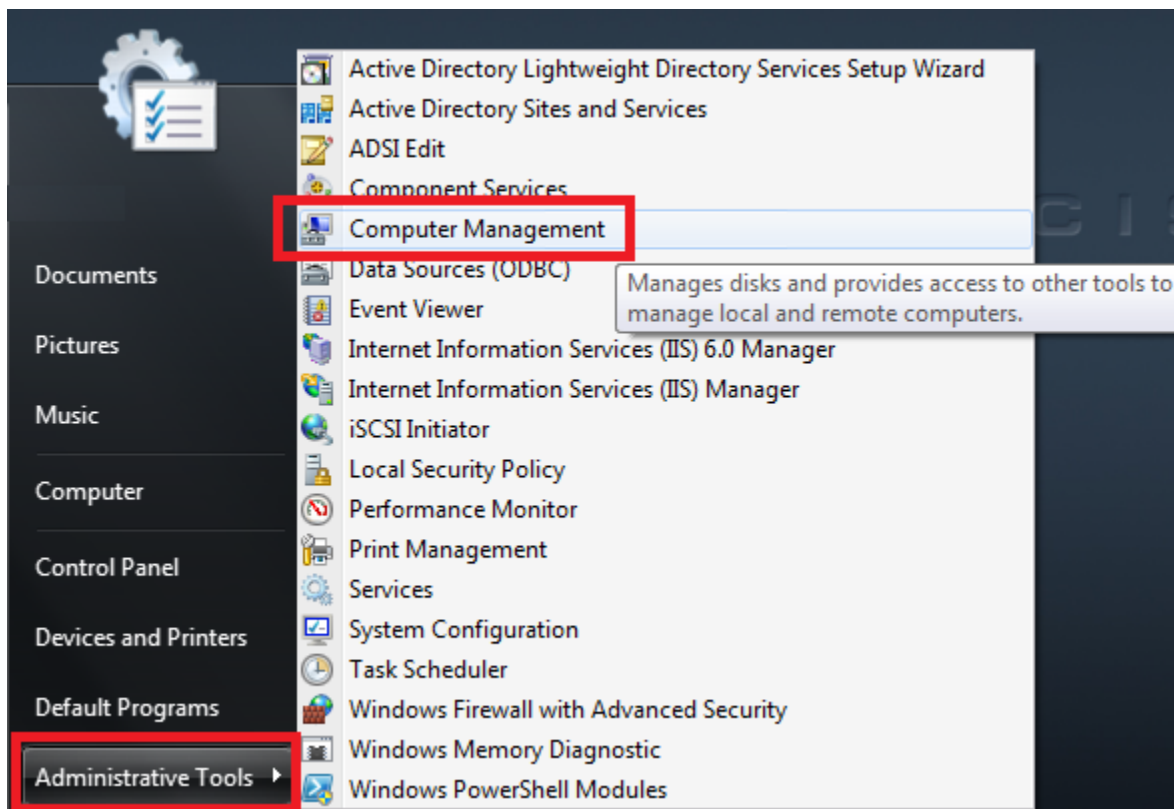 Active Directory Lightweight Directory Services Setup Wizard
Active Directory Sites and Services
ADSI Edit
Component Services
Computer Management
Data Sources (ODBC)
Manages disks and provides access to other tools to
manage local and remote computers.
Event Viewer
Internet Information Services (IIS) 6.0 Manager
Internet Information Services (IIS) Manager
iSCSI Initiator
Local Security Policy
Performance Monitor
Print Management
Services
System Configuration
Task Scheduler
Windows Firewall with Advanced Security
Windows Memory Diagnostic
Windows PowerShell Modules
Documents
Pictures
Music
Computer
Control Panel
Devices and Printers
Default Programs
Administrative Tools